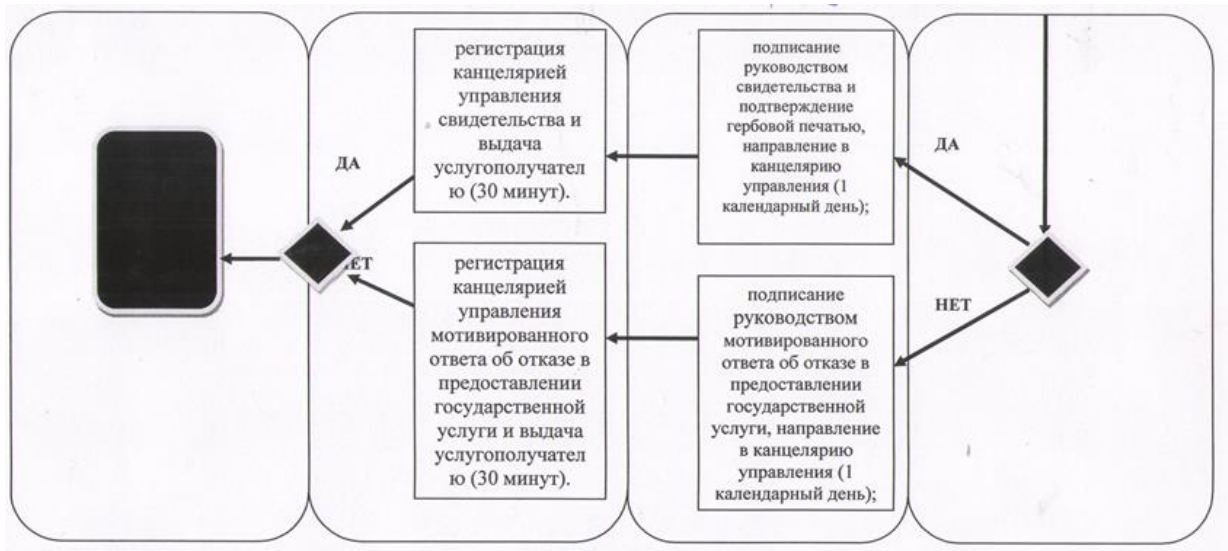 регистрация
канцелярией
управления
свидетельства и
выдача
услугополучател
ю (30 минут).
подписание
руководством
свидетельства и
подтверждение
гербовой печатью,
направление в
канцелярию
управления (1
календарный день);
ДА
ДА
НЕТ
регистрация
канцелярией
управления
мотивированного
ответа об отказе в
предоставлении
государственной
услуги и выдача
услугополучател
ю (30 минут).
подписание
руководством
мотивированного
ответа об отказе в
предоставлении
государственной
услуги, направление
в канцелярию
управления (1
календарный день);
НЕТ